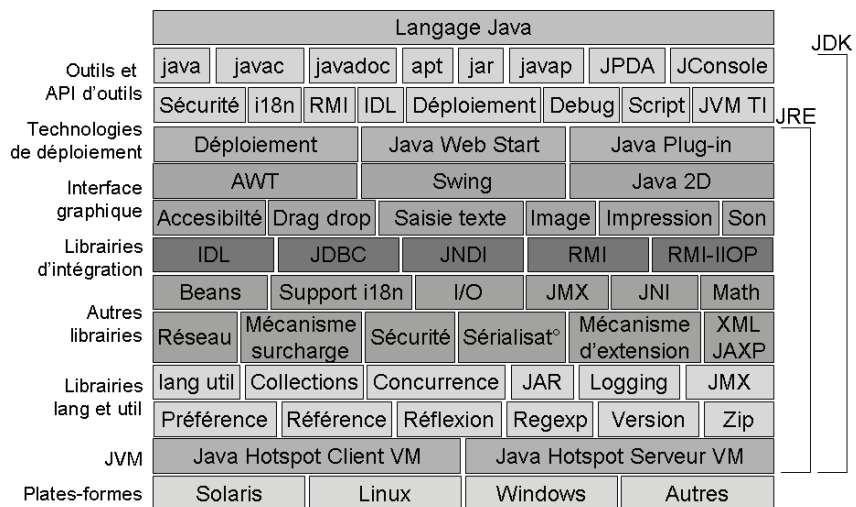 Langage Java
JDK
Outils et
API d'outils
java javac javadoc apt jar javap JPDA JConsole
Sécurité i18n RMI IDL Déploiement Debug Script JVM TI
JRE
Technologies
de déploiement
Déploiement Java Web Start Java Plug-in
Interface
graphique
AWT Swing Java 2D
Accesibilté Drag drop Saisie texte Image Impression Son
Librairies
d'intégration
IDL JDBC JNDI RMI RMI-IIOP
Autres
librairies
Beans Support i18n I/O JMX JNI Math
Réseau Mécanisme surcharge Sécurité Sérialisat° Mécanisme d'extension XML JAXP
Librairies
lang et util
lang util Collections Concurrence JAR Logging JMX
Préférence Référence Réflexion Regexp Version Zip
JVM
Java Hotspot Client VM Java Hotspot Serveur VM
Plates-formes
Solaris Linux Windows Autres